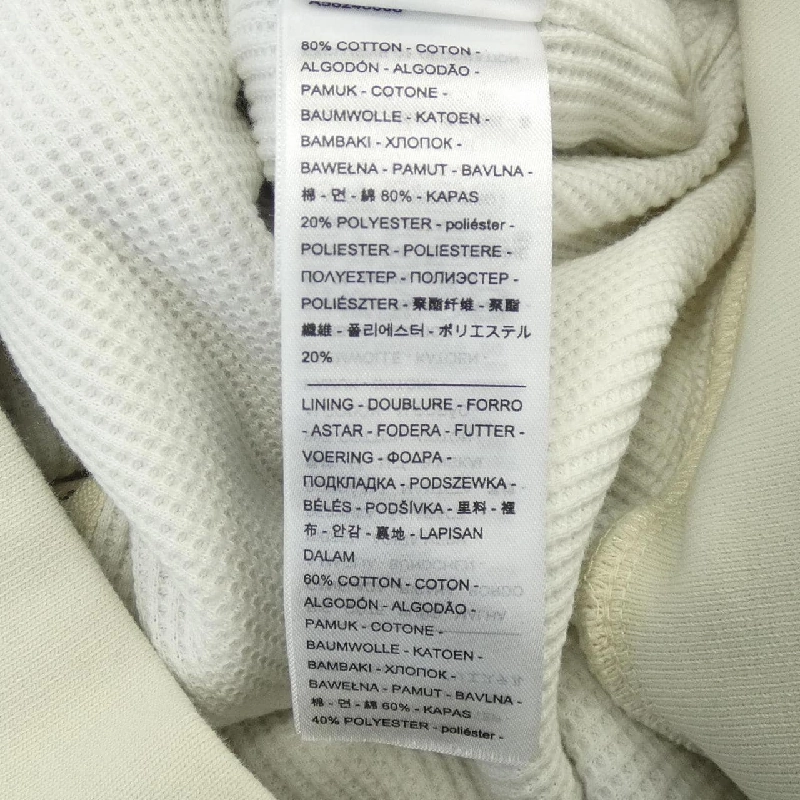 80% COTTON - COTON -
ALGODÓN - ALGODÃO -
PAMUK - COTONE -
BAUMWOLLE - KATOEN -
BAMBAKI - ХЛОПОК -
BAWEŁNA - PAMUT - BAVLNA -
棉 - 면 - 綿 80% - KAPAS
20% POLYESTER - poliéster -
POLIESTER - POLIESTERE -
ΠΟΛΥΕΣΤΕΡ - ПОЛИЭСТЕР -
POLIÉSZTER - 聚酯纤维 - 聚酯
纖維 - 폴리에스터 - ポリエステル
20%
LINING - DOUBLURE - FORRO
- ASTAR - FODERA - FUTTER -
VOERING - ΦΟΔΡΑ -
ПОДКЛАДКА - PODSZEWKA -
BÉLÉS - PODŠÍVKA - 里料 - 裡
布 - 안감 - 裏地 - LAPISAN
DALAM
60% COTTON - COTON -
ALGODÓN - ALGODÃO -
PAMUK - COTONE -
BAUMWOLLE - KATOEN -
BAMBAKI - ХЛОПОК -
BAWEŁNA - PAMUT - BAVLNA -
棉 - 면 - 綿 60% - KAPAS
40% POLYESTER - poliéster -